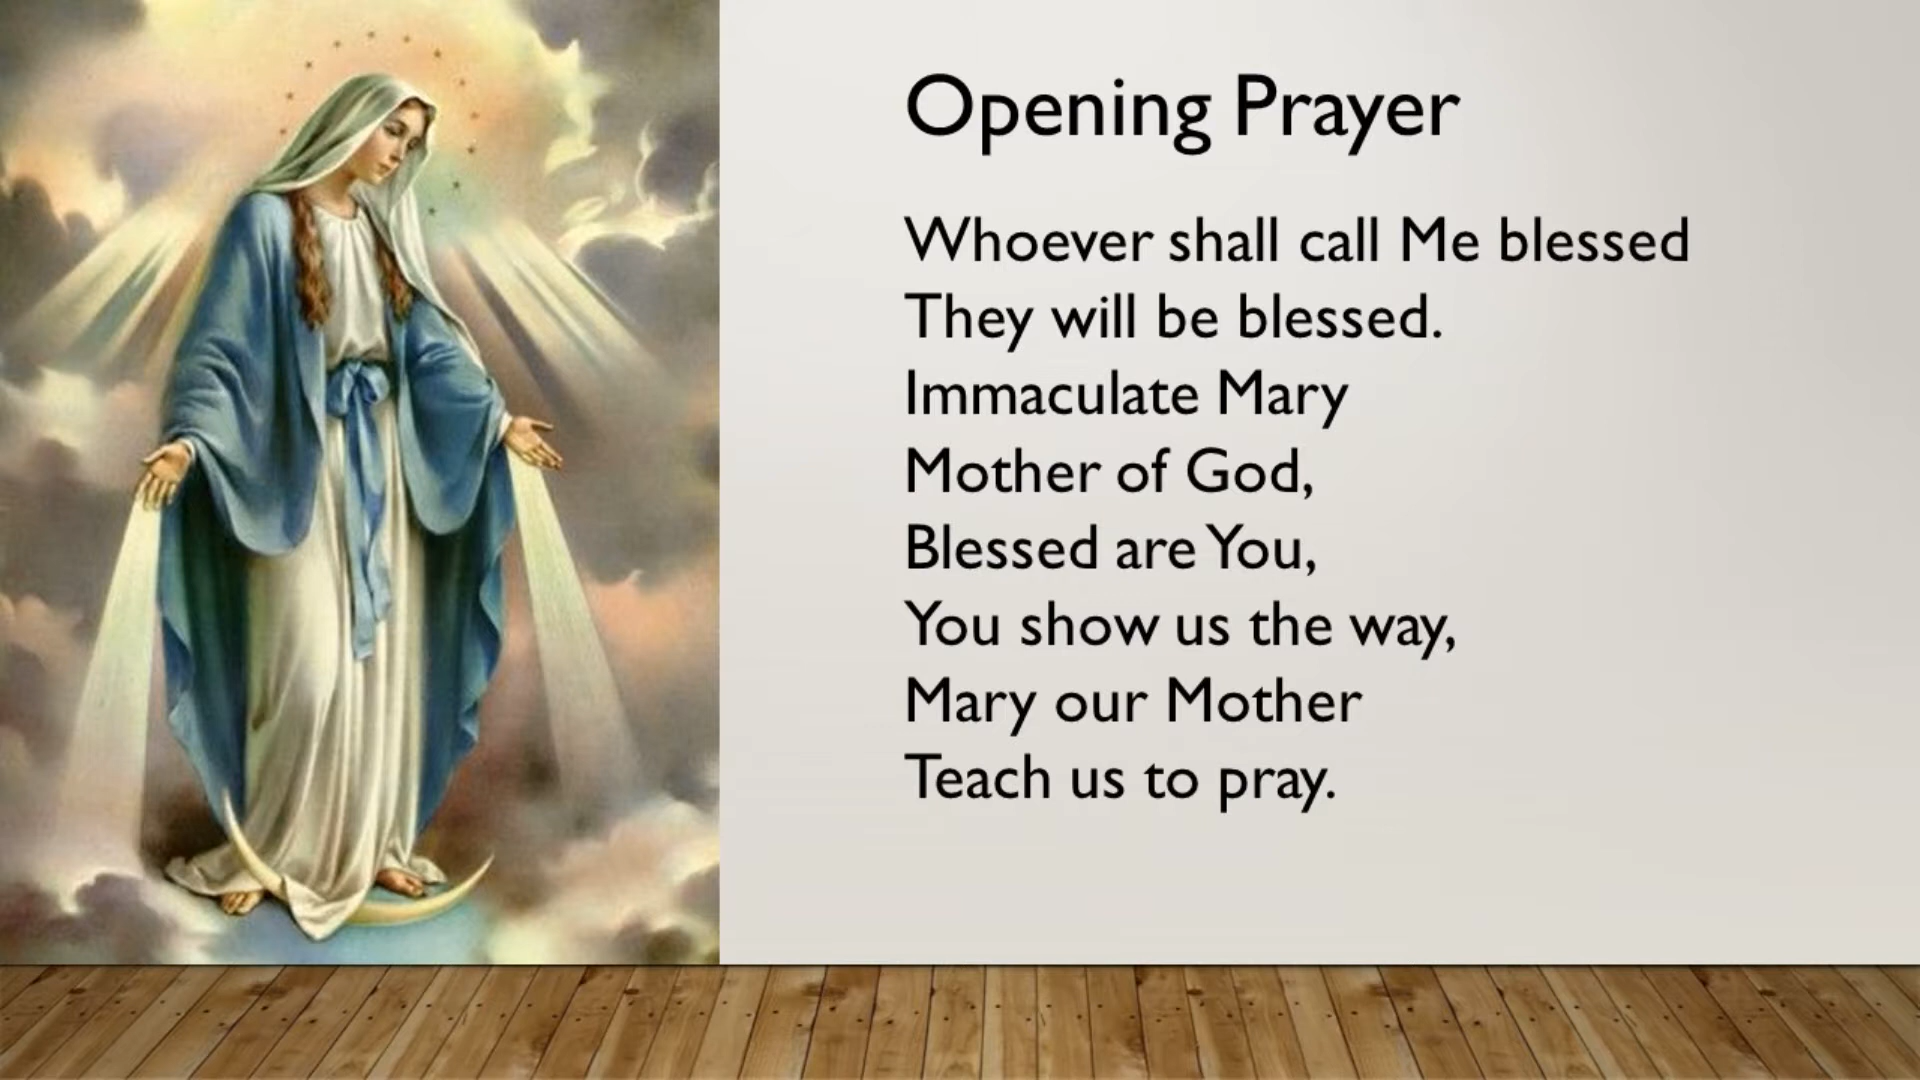 Opening Prayer
Whoever shall call Me blessed
They will be blessed.
Immaculate Mary
Mother of God,
Blessed are You,
You show us the way,
Mary our Mother
Teach us to pray.